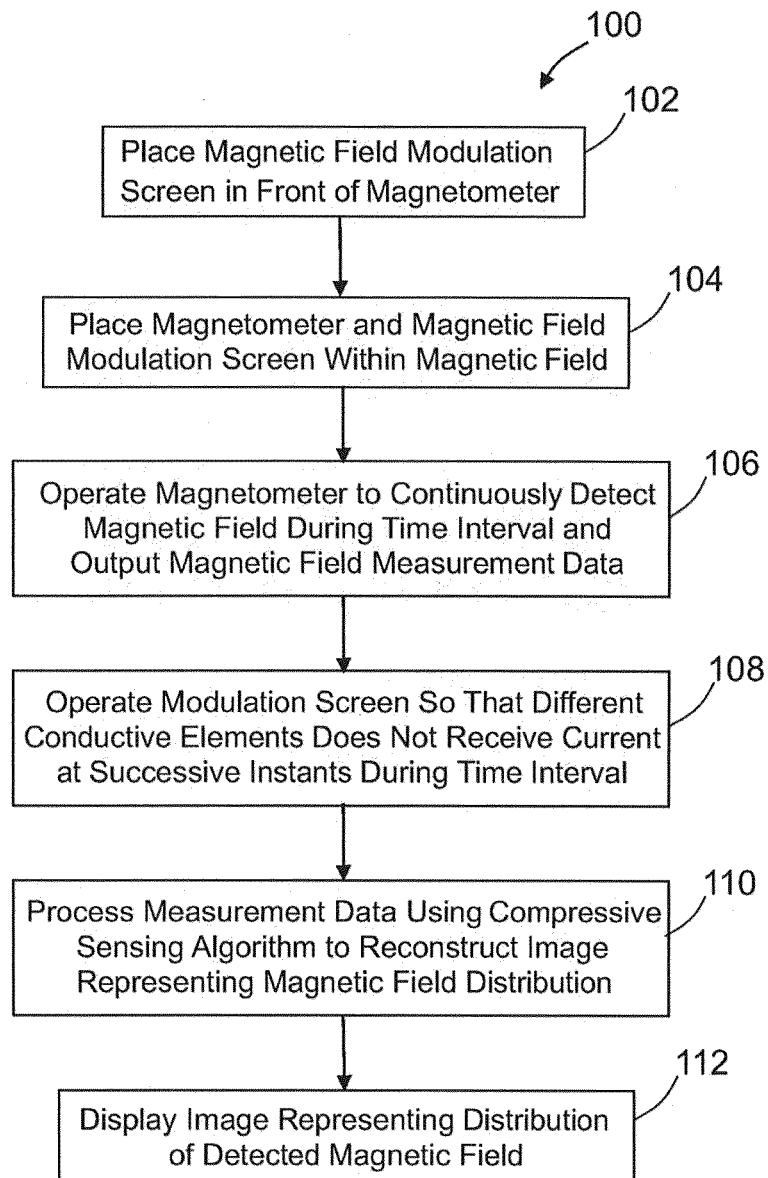 100
102
Place Magnetic Field Modulation
Screen in Front of Magnetometer
104
Place Magnetometer and Magnetic Field
Modulation Screen Within Magnetic Field
106
Operate Magnetometer to Continuously Detect
Magnetic Field During Time Interval and
Output Magnetic Field Measurement Data
108
Operate Modulation Screen So That Different
Conductive Elements Does Not Receive Current
at Successive Instants During Time Interval
110
Process Measurement Data Using Compressive
Sensing Algorithm to Reconstruct Image
Representing Magnetic Field Distribution
112
Display Image Representing Distribution
of Detected Magnetic Field